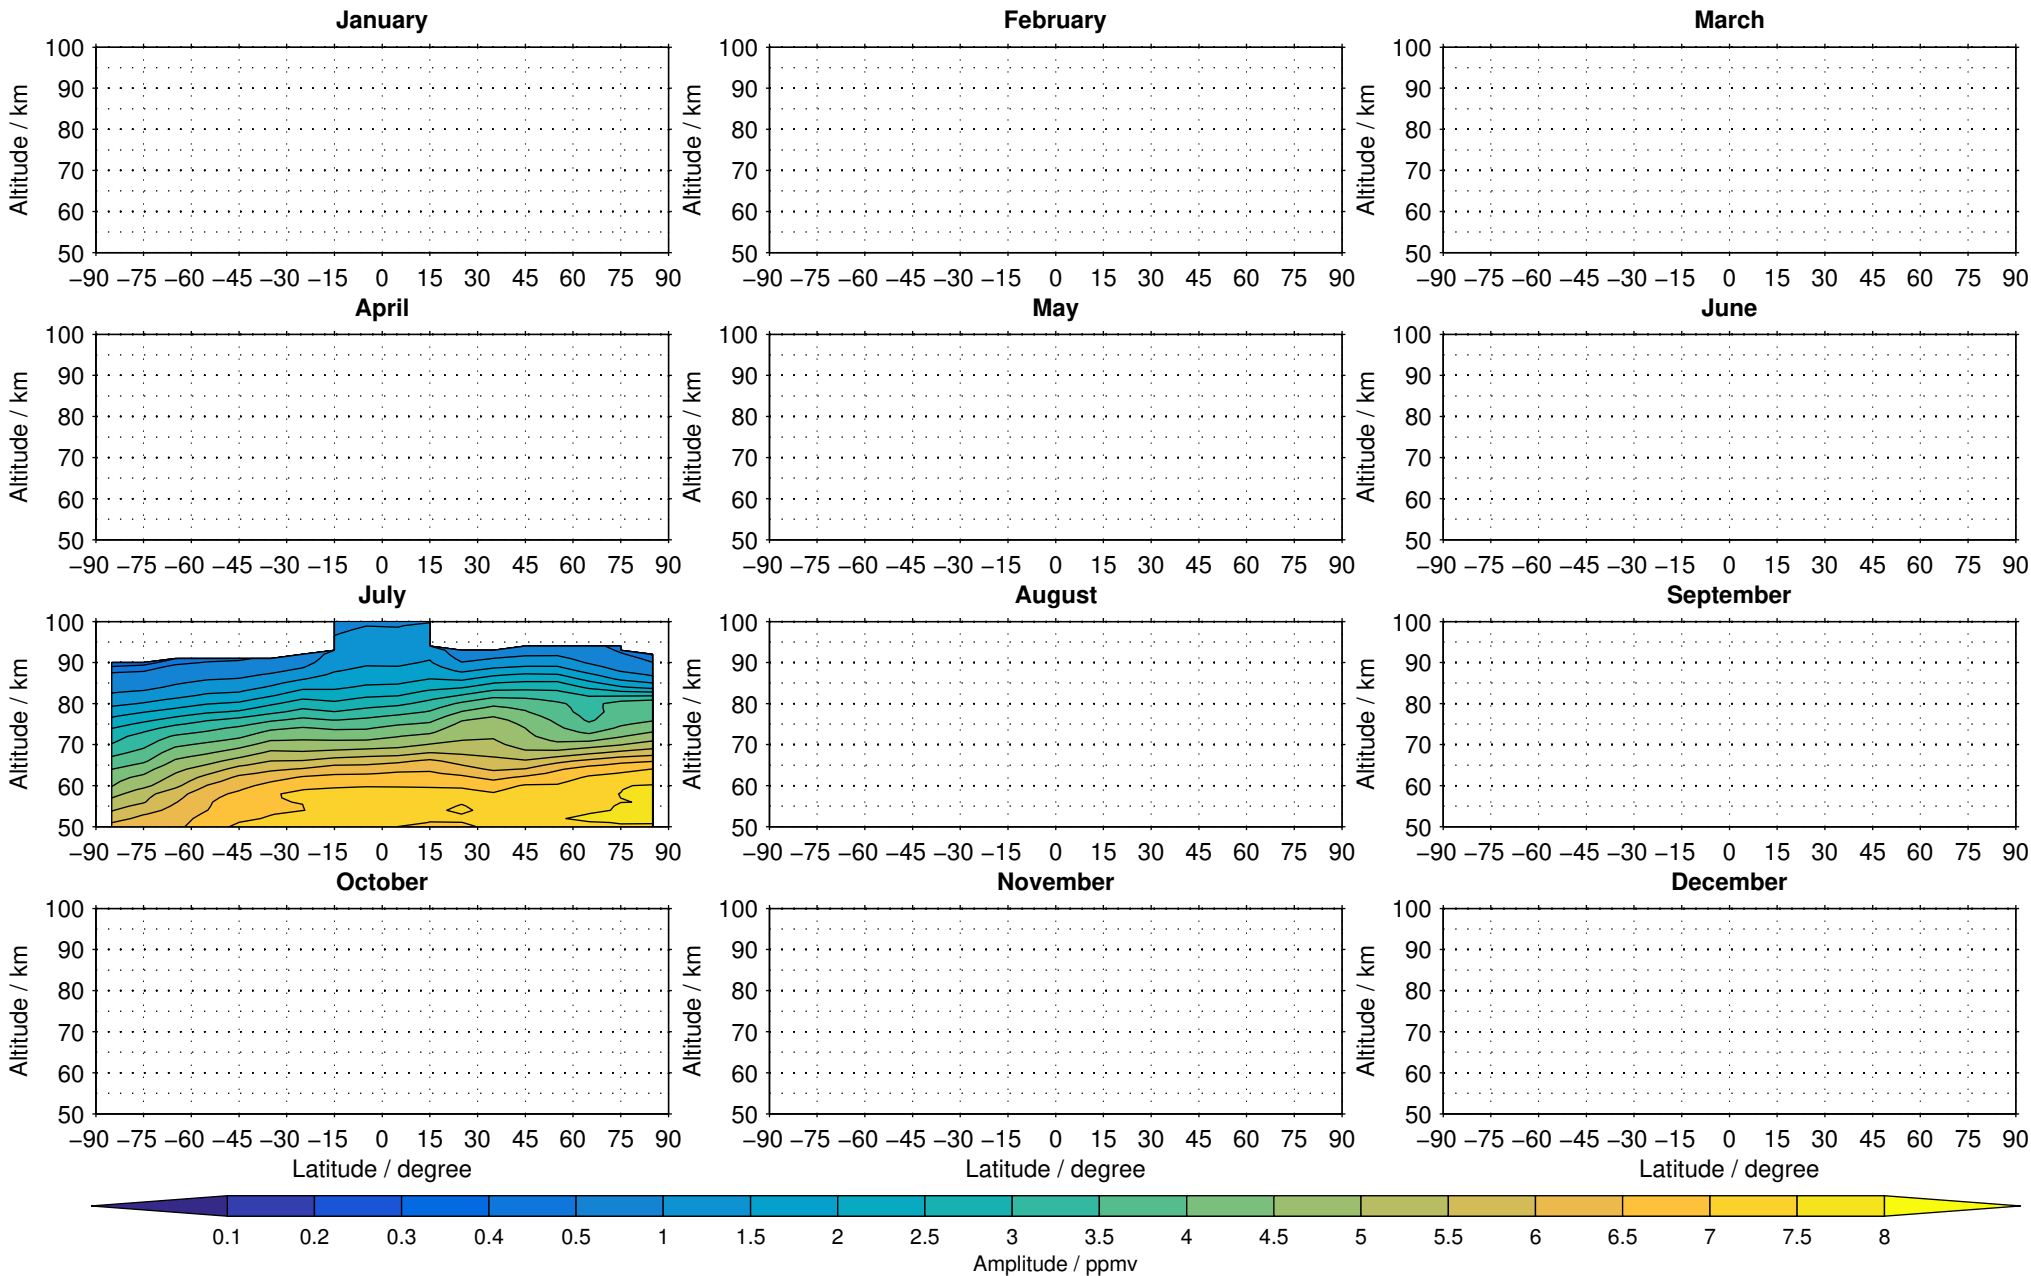 January February March
100 100 100
90 90 90
80 80 80
70 70 70
60 60 60
50 50 50
Altitude / km Altitude / km Altitude / km
−90 −75 −60 −45 −30 −15 0 15 30 45 60 75 90 −90 −75 −60 −45 −30 −15 0 15 30 45 60 75 90 −90 −75 −60 −45 −30 −15 0 15 30 45 60 75 90
April May June
100 100 100
90 90 90
80 80 80
70 70 70
60 60 60
50 50 50
Altitude / km Altitude / km Altitude / km
−90 −75 −60 −45 −30 −15 0 15 30 45 60 75 90 −90 −75 −60 −45 −30 −15 0 15 30 45 60 75 90 −90 −75 −60 −45 −30 −15 0 15 30 45 60 75 90
July August September
100 100 100
90 90 90
80 80 80
70 70 70
60 60 60
50 50 50
Altitude / km Altitude / km Altitude / km
−90 −75 −60 −45 −30 −15 0 15 30 45 60 75 90 −90 −75 −60 −45 −30 −15 0 15 30 45 60 75 90 −90 −75 −60 −45 −30 −15 0 15 30 45 60 75 90
October November December
100 100 100
90 90 90
80 80 80
70 70 70
60 60 60
50 50 50
Altitude / km Altitude / km Altitude / km
−90 −75 −60 −45 −30 −15 0 15 30 45 60 75 90 −90 −75 −60 −45 −30 −15 0 15 30 45 60 75 90 −90 −75 −60 −45 −30 −15 0 15 30 45 60 75 90
Latitude / degree Latitude / degree Latitude / degree
0.1 0.2 0.3 0.4 0.5 1 1.5 2 2.5 3 3.5 4 4.5 5 5.5 6 6.5 7 7.5 8
Amplitude / ppmv